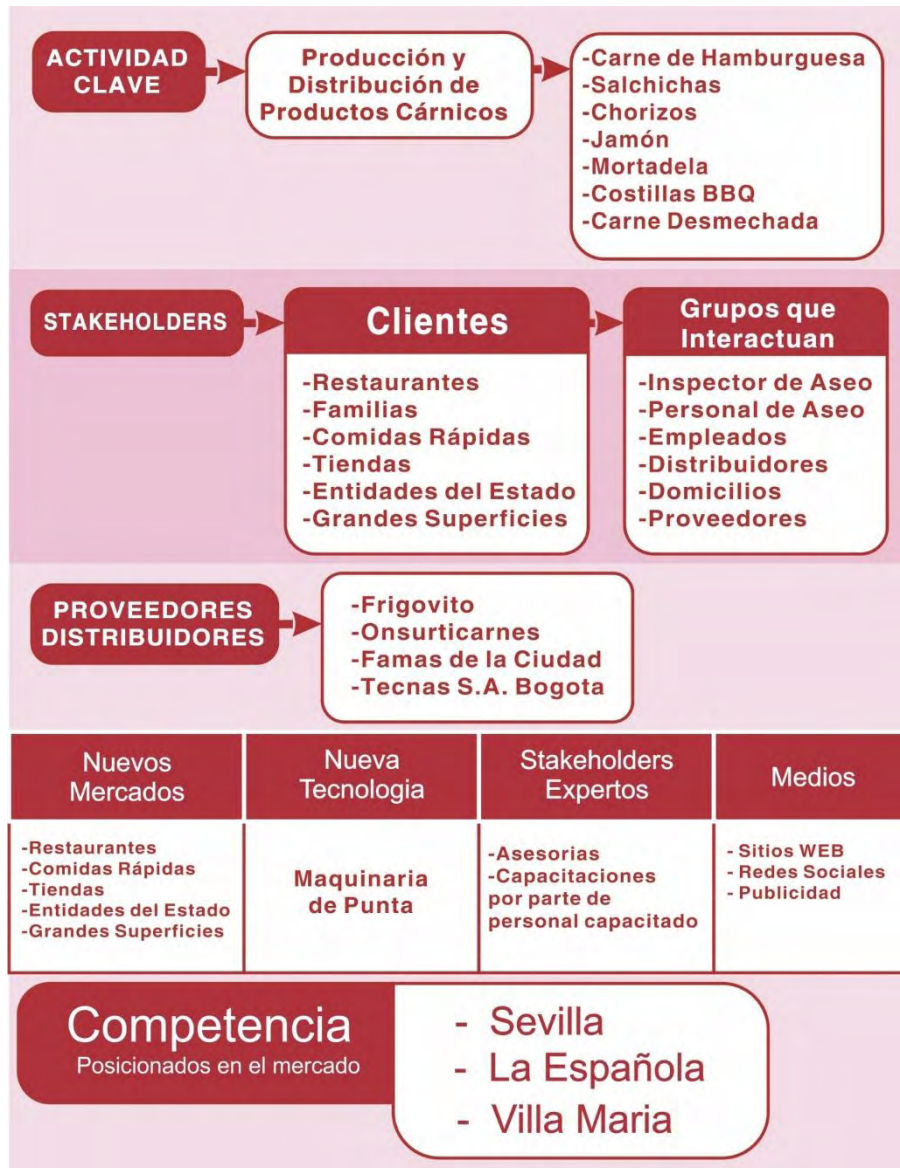 ACTIVIDAD
CLAVE
Producción y
Distribución de
Productos Cárnicos
-Carne de Hamburguesa
-Salchichas
-Chorizos
-Jamón
-Mortadela
-Costillas BBQ
-Carne Desmechada
STAKEHOLDERS
Clientes
-Restaurantes
-Familias
-Comidas Rápidas
-Tiendas
-Entidades del Estado
-Grandes Superficies
Grupos que
Interactuan
-Inspector de Aseo
-Personal de Aseo
-Empleados
-Distribuidores
-Domicilios
-Proveedores
PROVEEDORES
DISTRIBUIDORES
-Frigovito
-Onsurticarnes
-Famas de la Ciudad
-Tecnas S.A. Bogota
Nuevos
Mercados
-Restaurantes
-Comidas Rápidas
-Tiendas
-Entidades del Estado
-Grandes Superficies
Nueva
Tecnologia
Maquinaria
de Punta
Stakeholders
Expertos
-Asesorias
-Capacitaciones
por parte de
personal capacitado
Medios
- Sitios WEB
- Redes Sociales
- Publicidad
Competencia
Posicionados en el mercado
- Sevilla
- La Española
- Villa Maria